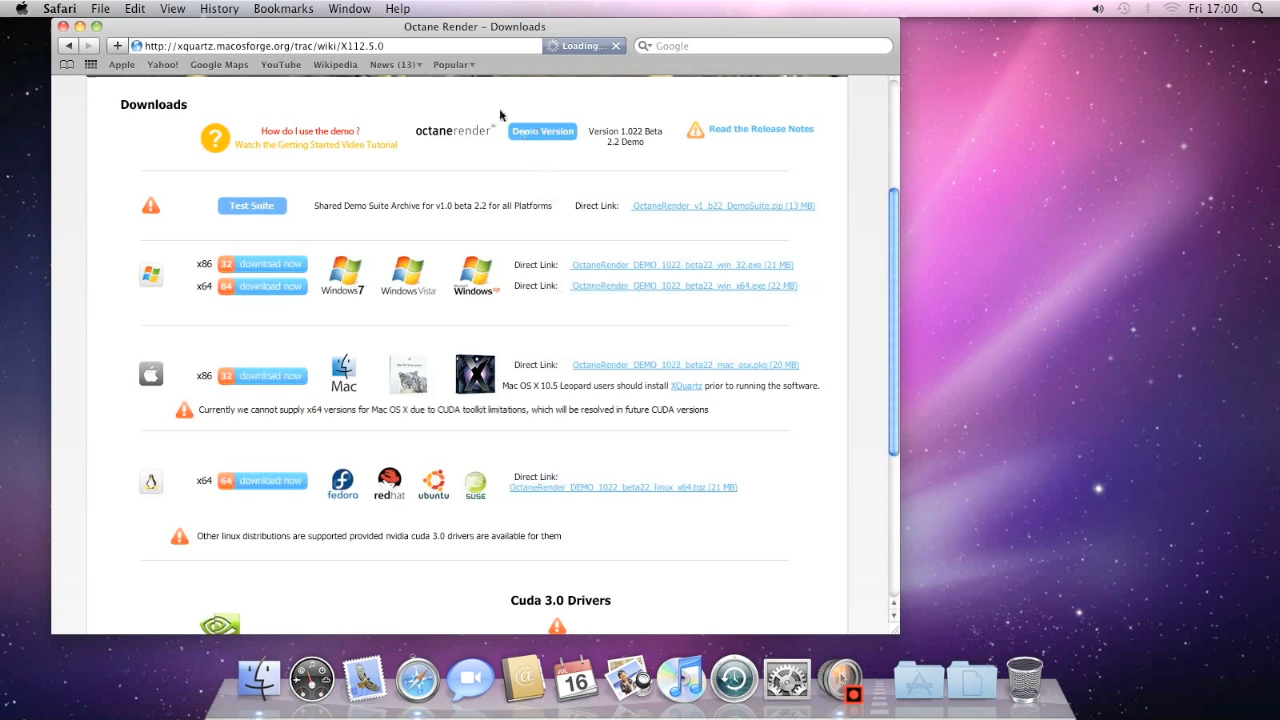 Safari File Edit View History Bookmarks Window Help Fri 17:00
Octane Render – Downloads
http://xquartz.macosforge.org/trac/wiki/X112.5.0 Loading... Google
Apple Yahoo! Google Maps YouTube Wikipedia News (13) Popular
Downloads
How do I use the demo ?
Watch the Getting Started Video Tutorial
octanerender™ Demo Version
Version 1.022 Beta
2.2 Demo
Read the Release Notes
Test Suite Shared Demo Suite Archive for v1.0 beta 2.2 for all Platforms Direct Link: OctaneRender_v1_b22_DemoSuite.zip (13 MB)
x86 32 download now Direct Link: OctaneRender_DEMO_1022_beta22_win_32.exe (21 MB)
x64 64 download now Direct Link: OctaneRender_DEMO_1022_beta22_win_x64.exe (22 MB)
Windows 7 Windows Vista Windows xp
Direct Link: OctaneRender_DEMO_1022_beta22_mac_osx.pkg (20 MB)
x86 32 download now Mac X
Mac OS X 10.5 Leopard users should install XQuartz prior to running the software.
Currently we cannot supply x64 versions for Mac OS X due to CUDA toolkit limitations, which will be resolved in future CUDA versions
x64 64 download now fedora redhat ubuntu suse
Direct Link:
OctaneRender_DEMO_1022_beta22_linux_x64.tgz (21 MB)
Other linux distributions are supported provided nvidia cuda 3.0 drivers are available for them
Cuda 3.0 Drivers
16